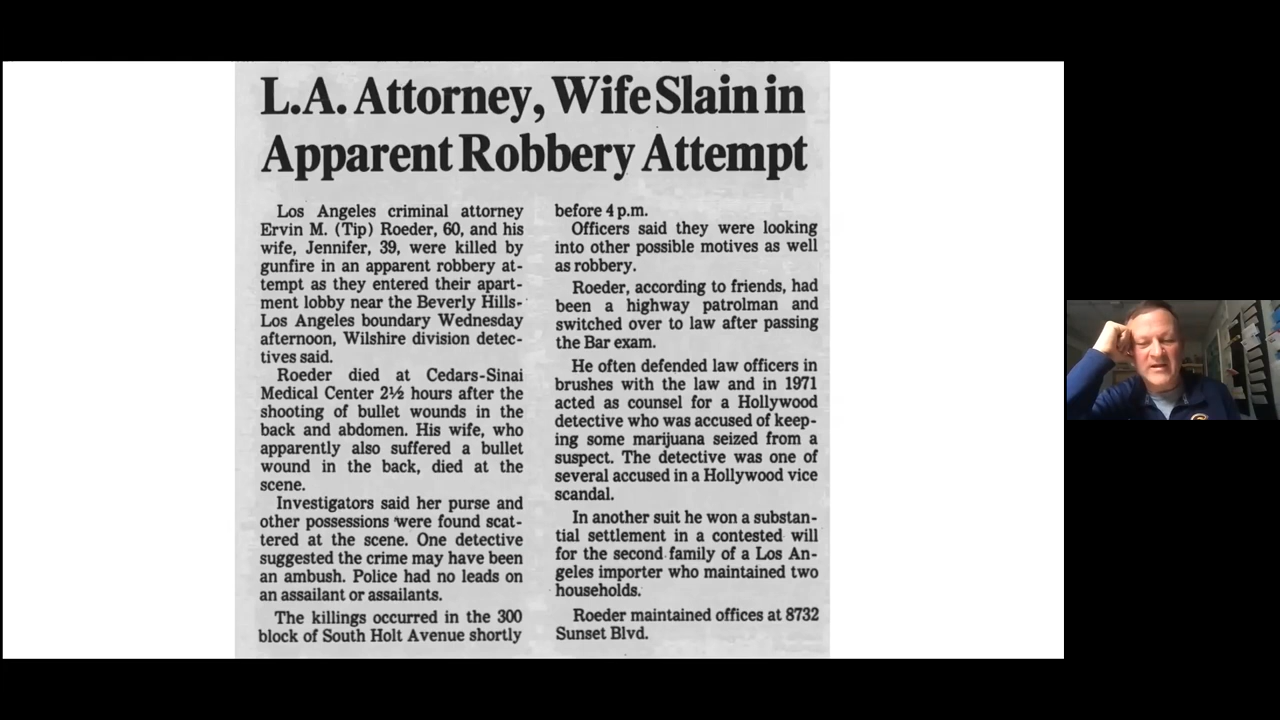 L.A. Attorney, Wife Slain in
Apparent Robbery Attempt
Los Angeles criminal attorney
Ervin M. (Tip) Roeder, 60, and his
wife, Jennifer, 39, were killed by
gunfire in an apparent robbery at-
tempt as they entered their apart-
ment lobby near the Beverly Hills-
Los Angeles boundary Wednesday
afternoon, Wilshire division detec-
tives said.
Roeder died at Cedars-Sinai
Medical Center 2½ hours after the
shooting of bullet wounds in the
back and abdomen. His wife, who
apparently also suffered a bullet
wound in the back, died at the
scene.
Investigators said her purse and
other possessions were found scat-
tered at the scene. One detective
suggested the crime may have been
an ambush. Police had no leads on
an assailant or assailants.
The killings occurred in the 300
block of South Holt Avenue shortly
before 4 p.m.
Officers said they were looking
into other possible motives as well
as robbery.
Roeder, according to friends, had
been a highway patrolman and
switched over to law after passing
the Bar exam.
He often defended law officers in
brushes with the law and in 1971
acted as counsel for a Hollywood
detective who was accused of keep-
ing some marijuana seized from a
suspect. The detective was one of
several accused in a Hollywood vice
scandal.
In another suit he won a substan-
tial settlement in a contested will
for the second family of a Los An-
geles importer who maintained two
households.
Roeder maintained offices at 8732
Sunset Blvd.